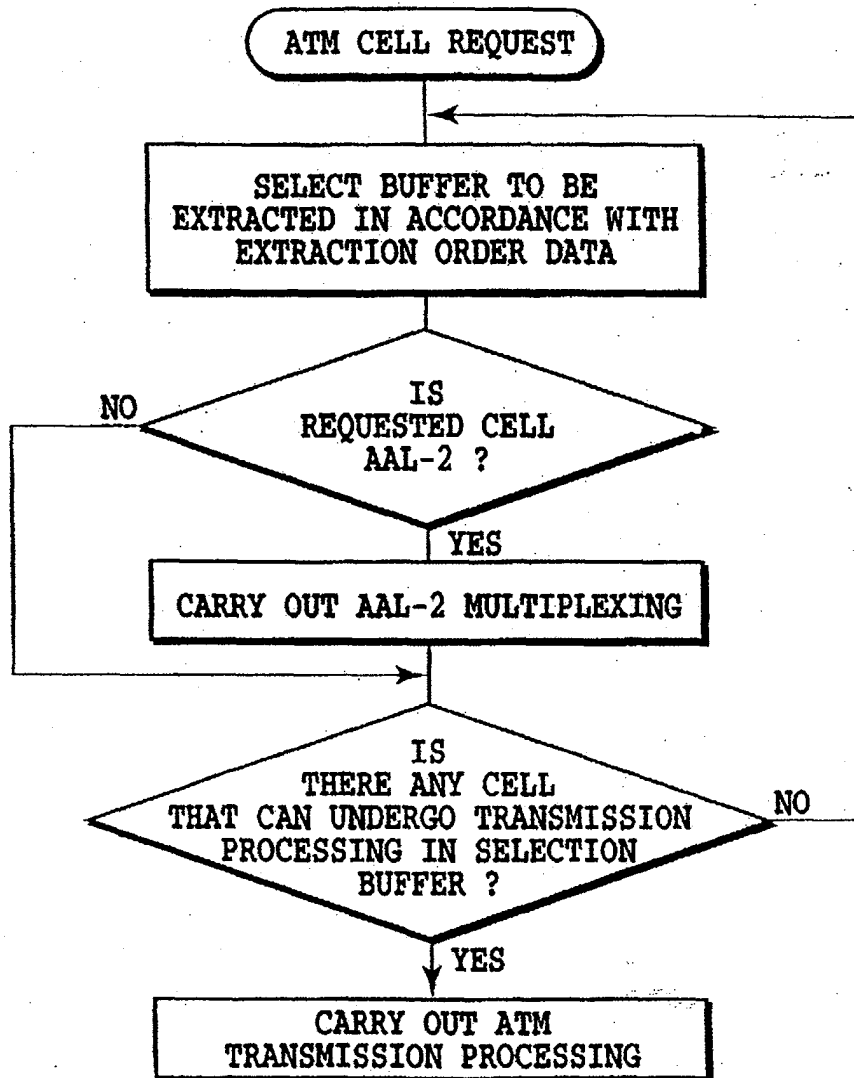 ATM CELL REQUEST
SELECT BUFFER TO BE
EXTRACTED IN ACCORDANCE WITH
EXTRACTION ORDER DATA
IS
REQUESTED CELL
AAL-2 ?
NO
YES
CARRY OUT AAL-2 MULTIPLEXING
IS
THERE ANY CELL
THAT CAN UNDERGO TRANSMISSION
PROCESSING IN SELECTION
BUFFER ?
NO
YES
CARRY OUT ATM
TRANSMISSION PROCESSING